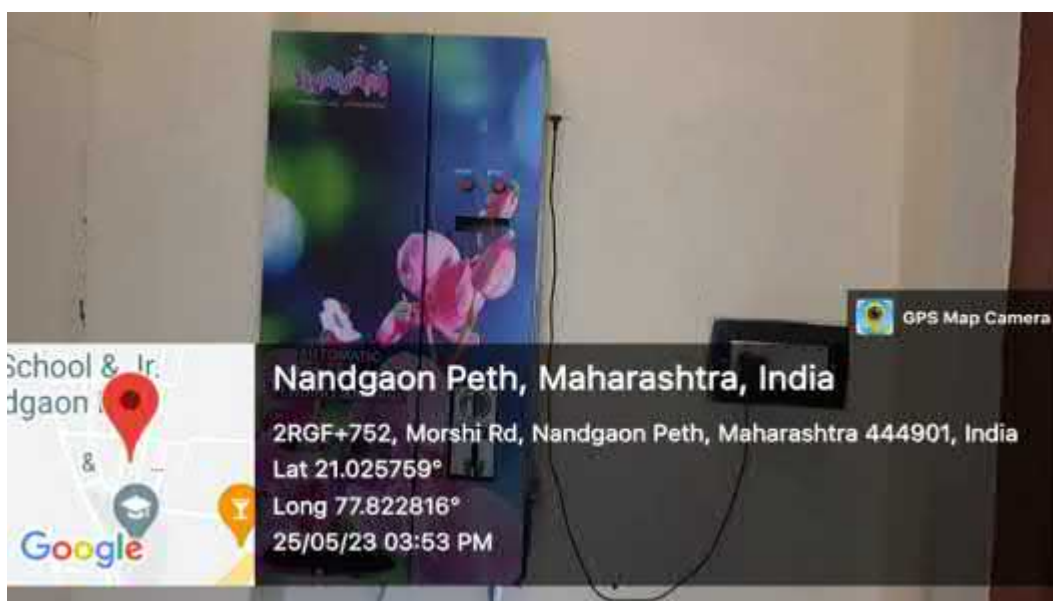 AUTOMATIC
GPS Map Camera
School & Jr.
dgaon
&
Google
Nandgaon Peth, Maharashtra, India
2RGF+752, Morshi Rd, Nandgaon Peth, Maharashtra 444901, India
Lat 21.025759°
Long 77.822816°
25/05/23 03:53 PM